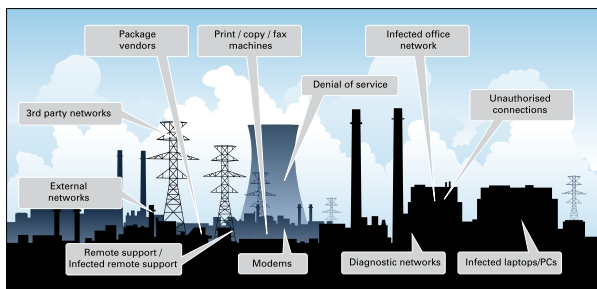 Package
vendors
Print / copy / fax
machines
Infected office
network
Denial of service
Unauthorised
connections
3rd party networks
External
networks
Remote support /
Infected remote support
Modems
Diagnostic networks
Infected laptops/PCs